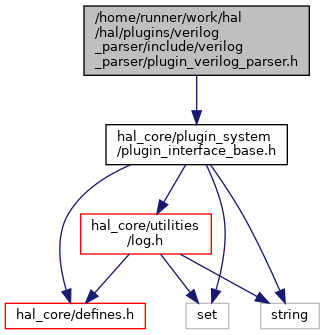 /home/runner/work/hal
/hal/plugins/verilog
_parser/include/verilog
_parser/plugin_verilog_parser.h
hal_core/plugin_system
/plugin_interface_base.h
hal_core/utilities
/log.h
hal_core/defines.h
set
string